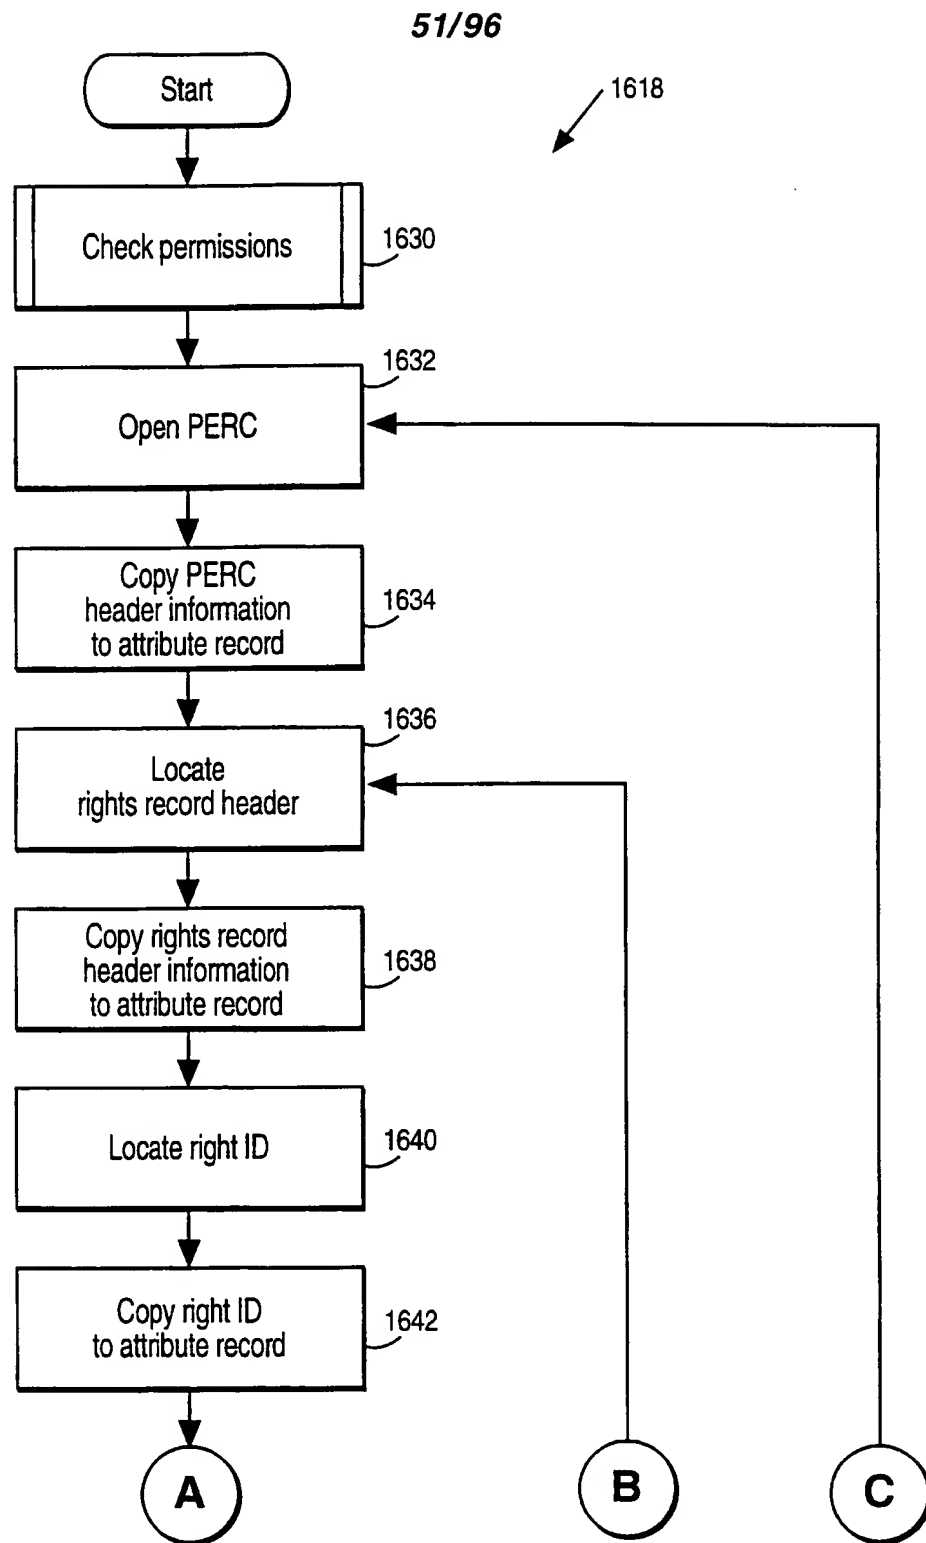 51/96
Start
1618
Check permissions
1630
1632
Open PERC
Copy PERC
header information
to attribute record
1634
1636
Locate
rights record header
Copy rights record
header information
to attribute record
1638
Locate right ID
1640
Copy right ID
to attribute record
1642
A
B
C